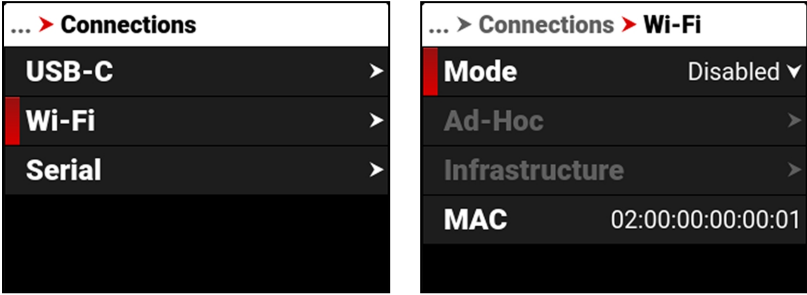 ... > Connections
USB-C
Wi-Fi
Serial
... > Connections > Wi-Fi
Mode Disabled
Ad-Hoc
Infrastructure
MAC 02:00:00:00:00:01